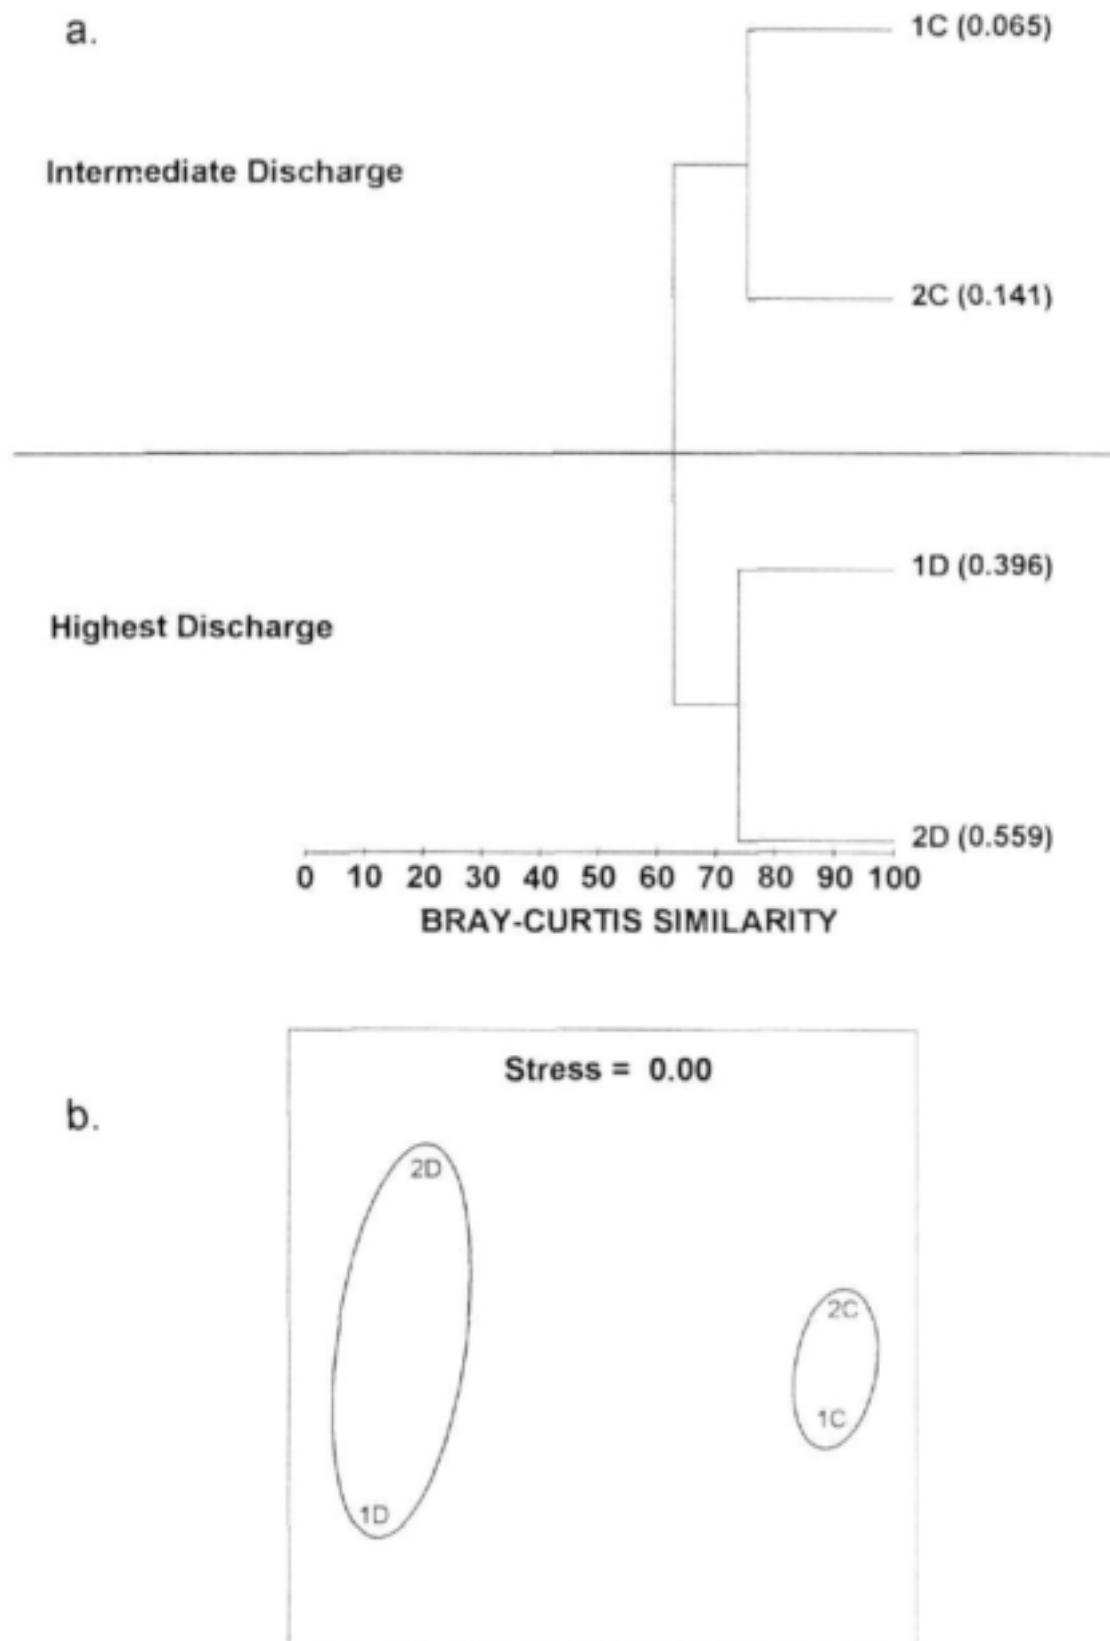 a.
1C (0.065)
Intermediate Discharge
2C (0.141)
1D (0.396)
Highest Discharge
2D (0.559)
0 10 20 30 40 50 60 70 80 90 100
BRAY-CURTIS SIMILARITY
Stress = 0.00
b.
2D
2C
1C
1D